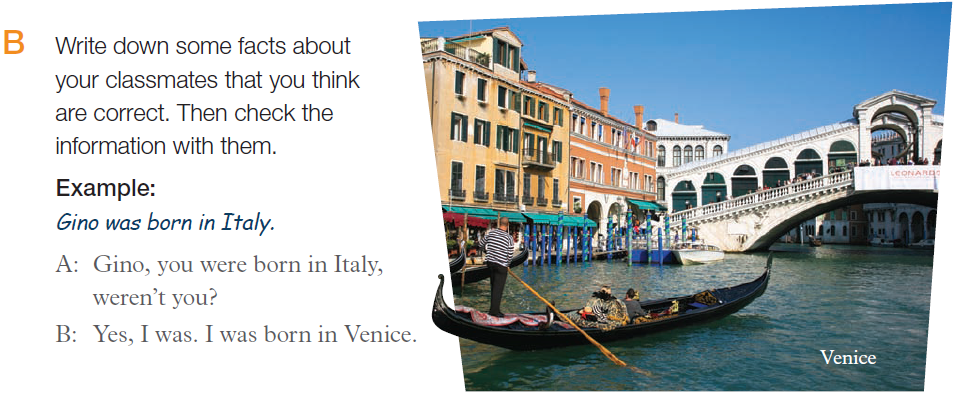 B
Write down some facts about
your classmates that you think
are correct. Then check the
information with them.
Example:
Gino was born in Italy.
A: Gino, you were born in Italy,
weren't you?
B: Yes, I was. I was born in Venice.
LEONARDO
Venice